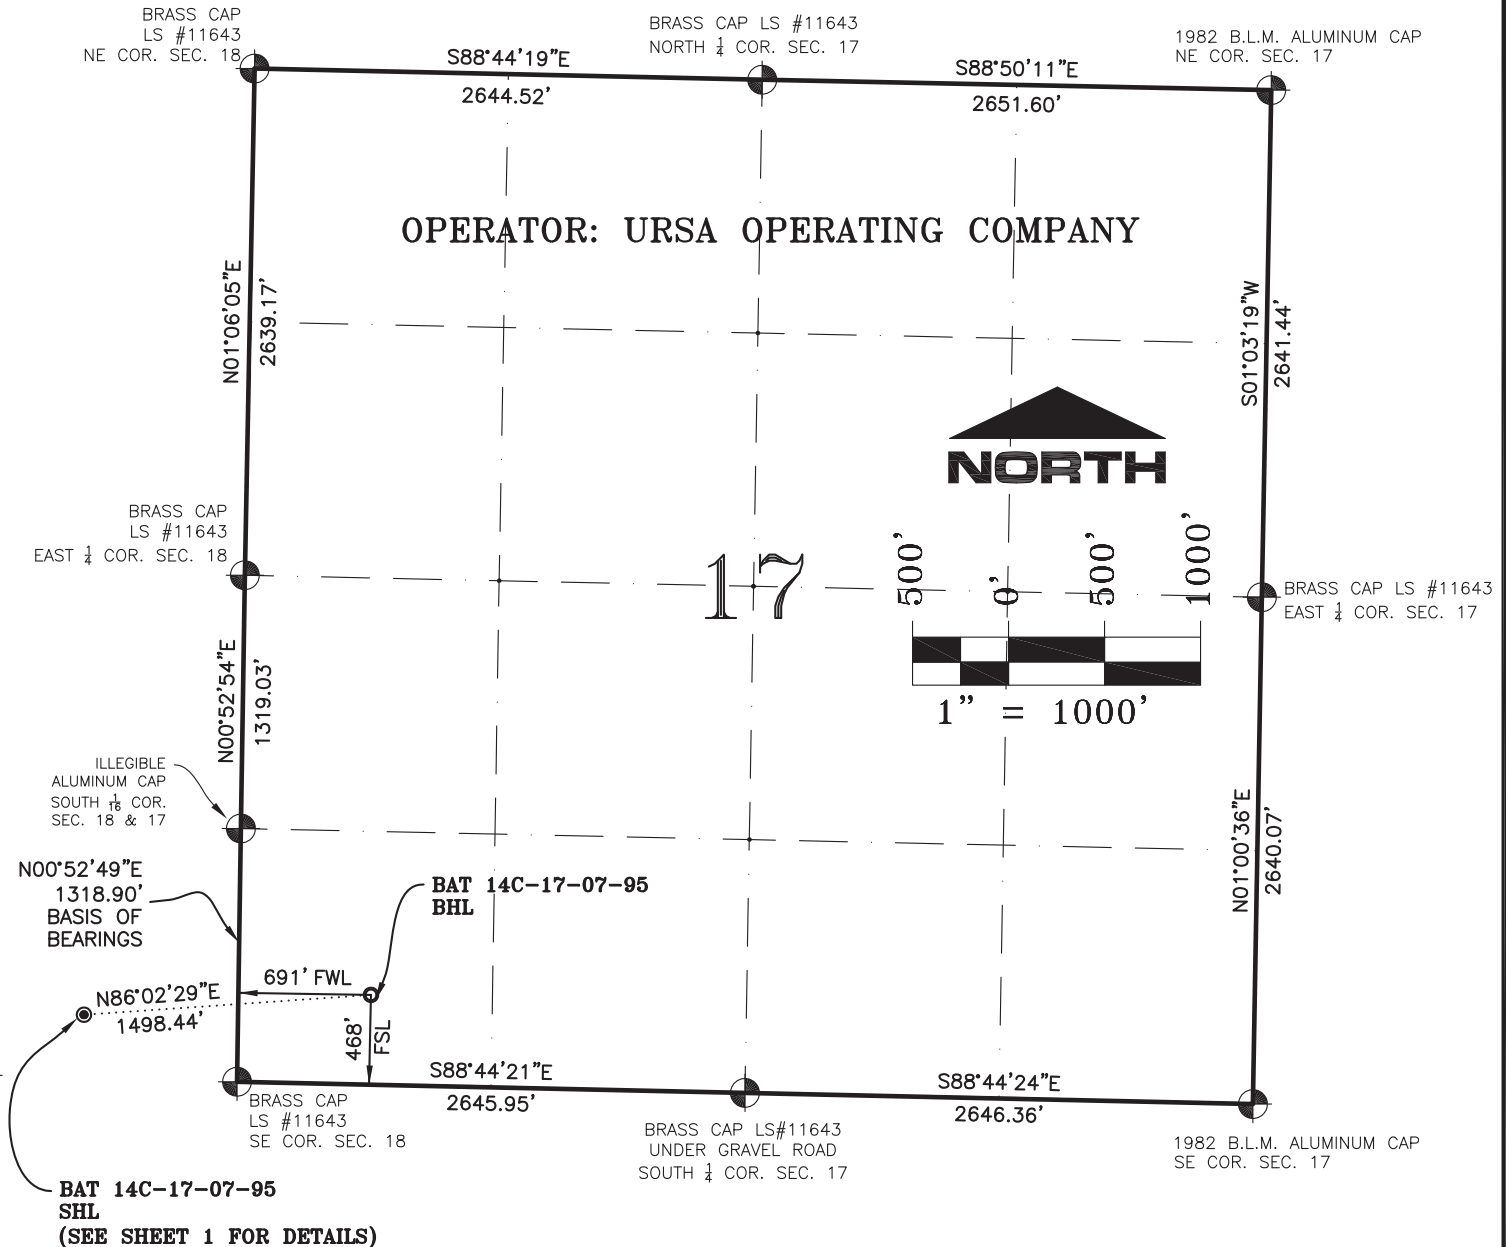 BRASS CAP
LS #11643
NE COR. SEC. 18
BRASS CAP LS #11643
NORTH 1/4 COR. SEC. 17
1982 B.L.M. ALUMINUM CAP
NE COR. SEC. 17
S88°44'19"E
2644.52'
S88°50'11"E
2651.60'
OPERATOR: URSA OPERATING COMPANY
N01°06'05"E
2639.17'
S01°03'19"W
2641.44'
NORTH
BRASS CAP
LS #11643
EAST 1/4 COR. SEC. 18
17
500'
0'
500'
1000'
1" = 1000'
BRASS CAP LS #11643
EAST 1/4 COR. SEC. 17
N00°52'54"E
1319.03'
ILLEGIBLE
ALUMINUM CAP
SOUTH 1/16 COR.
SEC. 18 & 17
N00°52'49"E
1318.90'
BASIS OF
BEARINGS
BAT 14C-17-07-95
BHL
N01°00'36"E
2640.07'
691' FWL
N86°02'29"E
1498.44'
468'
FSL
S88°44'21"E
2645.95'
S88°44'24"E
2646.36'
BRASS CAP
LS #11643
SE COR. SEC. 18
BRASS CAP LS#11643
UNDER GRAVEL ROAD
SOUTH 1/4 COR. SEC. 17
1982 B.L.M. ALUMINUM CAP
SE COR. SEC. 17
BAT 14C-17-07-95
SHL
(SEE SHEET 1 FOR DETAILS)